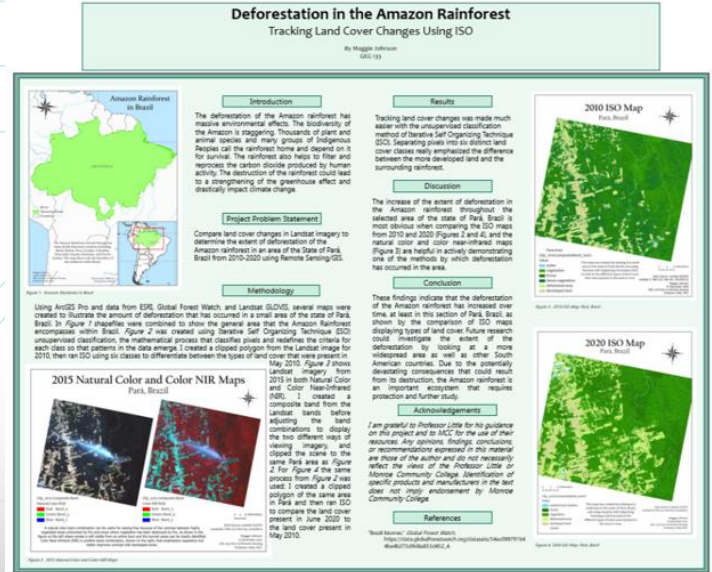 Deforestation in the Amazon Rainforest
Tracking Land Cover Changes Using ISO
By Maggie Johnson
GEG 133
Amazon Rainforest
in Brazil
Introduction
The deforestation of the Amazon rainforest has
massive environmental effects. The biodiversity of
the Amazon is staggering. Thousands of plant and
animal species and many groups of Indigenous
Peoples call the rainforest home and depend on it
for survival. The rainforest also helps to filter and
reprocess the carbon dioxide produced by human
activity. The destruction of the rainforest could lead
to a strengthening of the greenhouse effect and
drastically impact climate change.
Project Problem Statement
Compare land cover changes in Landsat imagery to
determine the extent of deforestation of the
Amazon rainforest in an area of the State of Pará,
Brazil from 2010-2020 using Remote Sensing/GIS.
Methodology
Using ArcGIS Pro and data from ESRI, Global Forest Watch, and Landsat GLOVIS, several maps were
created to illustrate the amount of deforestation that has occurred in a small area of the state of Pará,
Brazil. In Figure 1 shapefiles were combined to show the general area that the Amazon Rainforest
encompasses within Brazil. Figure 2 was created using Iterative Self Organizing Technique (ISO)
unsupervised classification, the mathematical process that classifies pixels and redefines the criteria for
each class so that patterns in the data emerge. I created a clipped polygon from the Landsat image for
2010, then ran ISO using six classes to differentiate between the types of land cover that were present in
May 2010. Figure 3 shows
Landsat imagery from
2015 in both Natural Color
and Color Near-Infrared
(NIR). I created a
composite band from the
Landsat bands before
adjusting the band
combinations to display
the two different ways of
viewing imagery, and
clipped the scene to the
same Pará area as Figure
2. For Figure 4 the same
process from Figure 2 was
used; I created a clipped
polygon of the same area
in Pará and then ran ISO
to compare the land cover
present in June 2020 to
the land cover present in
May 2010.
2015 Natural Color and Color NIR Maps
Pará, Brazil
Results
Tracking land cover changes was made much
easier with the unsupervised classification
method of Iterative Self Organizing Technique
(ISO). Separating pixels into six distinct land
cover classes really emphasized the difference
between the more developed land and the
surrounding rainforest.
Discussion
The increase of the extent of deforestation in
the Amazon rainforest throughout the
selected area of the state of Pará, Brazil is
most obvious when comparing the ISO maps
from 2010 and 2020 (Figures 2 and 4), and the
natural color and color near-infrared maps
(Figure 3) are helpful in actively demonstrating
one of the methods by which deforestation
has occurred in the area.
Conclusion
These findings indicate that the deforestation
of the Amazon rainforest has increased over
time, at least in this section of Pará, Brazil, as
shown by the comparison of ISO maps
displaying types of land cover. Future research
could investigate the extent of the
deforestation by looking at a more
widespread area as well as other South
American countries. Due to the potentially
devastating consequences that could result
from its destruction, the Amazon rainforest is
an important ecosystem that requires
protection and further study.
Acknowledgements
I am grateful to Professor Little for his guidance
on this project and to MCC for the use of their
resources. Any opinions, findings, conclusions,
or recommendations expressed in this material
are those of the author and do not necessarily
reflect the views of the Professor Little or
Monroe Community College. Identification of
specific products and manufacturers in the text
does not imply endorsement by Monroe
Community College.
References
2010 ISO Map
Pará, Brazil
2020 ISO Map
Pará, Brazil